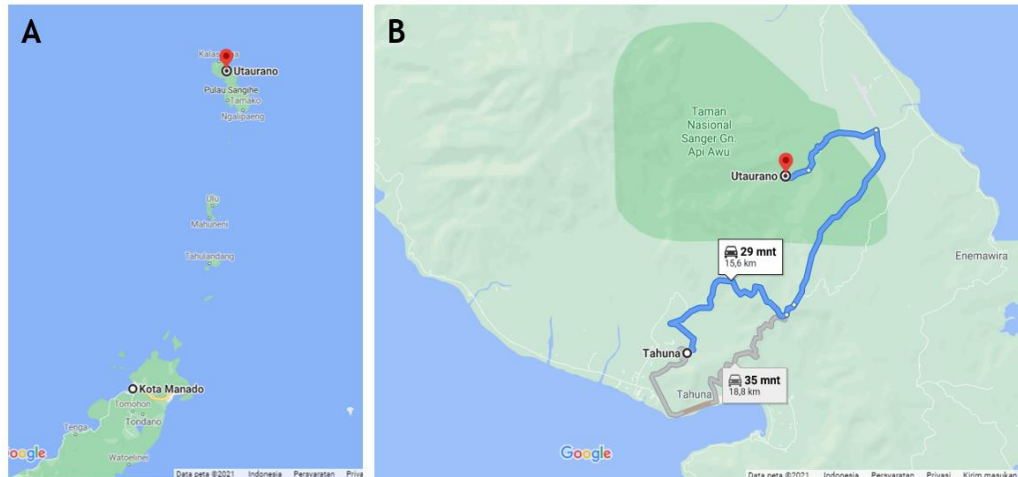 A
Utaurano
Pulau Sangihe
Tamako
Ngalipaeng
Ulu
Mahuneni
Tahulandang
Kota Manado
Tomohon
Tondano
Tenga
Watoelinei
Google
Data peta ©2021 Indonesia Persyaratan
B
Taman
Nasional
Sanger Gn.
Api Awu
Utaurano
29 mnt
15,6 km
Enemawira
Tahuna
35 mnt
18,8 km
Tahuna
Google
Data peta ©2021 Indonesia Persyaratan Privasi Kirim masukan